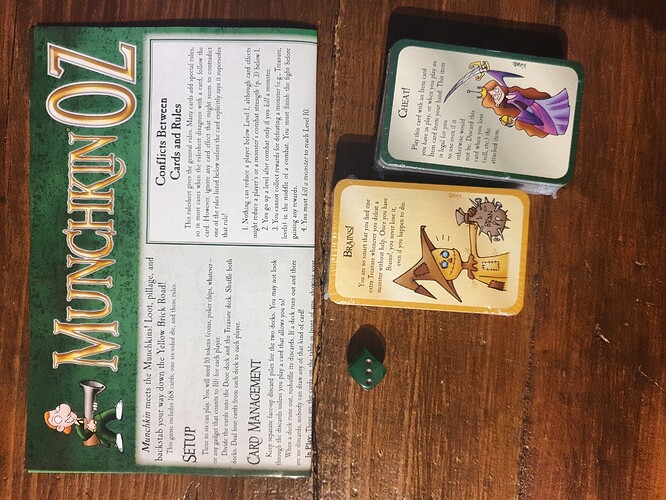 MUNCHKIN OZ
Munchkin meets the Munchkins! Loot, pillage, and
backstab your way down the Yellow Brick Road!
This game includes 168 cards, one six-sided die, and these rules.
SETUP
Three to six can play. You will need 10 tokens (coins, poker chips, whatever –
or any gadget that counts to 10) for each player.
Divide the cards into the Door deck and the Treasure deck. Shuffle both
decks. Deal four cards from each deck to each player.
CARD MANAGEMENT
Keep separate face-up discard piles for the two decks. You may not look
through the discards unless you play a card that allows you to!
When a deck runs out, reshuffle its discards. If a deck runs out and there
are no discards, nobody can draw any of that kind of card!
Conflicts Between
Cards and Rules
This rulesheet gives the general rules. Many cards add special rules,
so in most cases when the rulesheet disagrees with a card, follow the
card. However, ignore any card effect that might seem to contradict
one of the rules listed below unless the card explicitly says it supersedes
that rule!
1. Nothing can reduce a player below Level 1, although card effects
might reduce a player's or a monster's combat strength (p. 3) below 1.
2. You go up a level after combat only if you kill a monster.
3. You cannot collect rewards for defeating a monster (e.g., Treasure,
levels) in the middle of a combat. You must finish the fight before
gaining any rewards.
4. You must kill a monster to reach Level 10.
BRAINS!
You are so smart that you find one
extra Treasure whenever you defeat a
monster without help. Once you have
Brains!, you never lose it,
even if you happen to die.
CHEAT!
Play this card with an Item card
you have in play, or when you play an
Item card from your hand. This item
is legal for you
to use even if it
otherwise would
not be. Discard this
card when you lose
(sell, etc.) the
attached item.